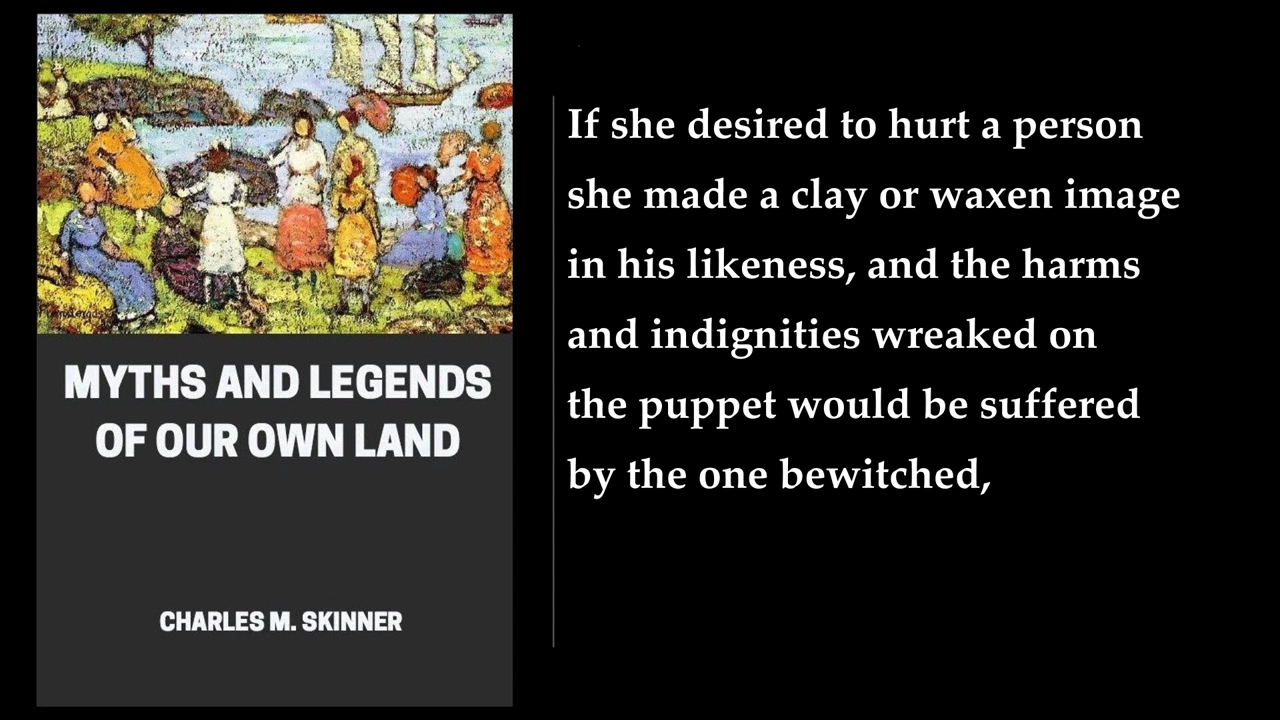 MYTHS AND LEGENDS
OF OUR OWN LAND
CHARLES M. SKINNER
If she desired to hurt a person
she made a clay or waxen image
in his likeness, and the harms
and indignities wreaked on
the puppet would be suffered
by the one bewitched,